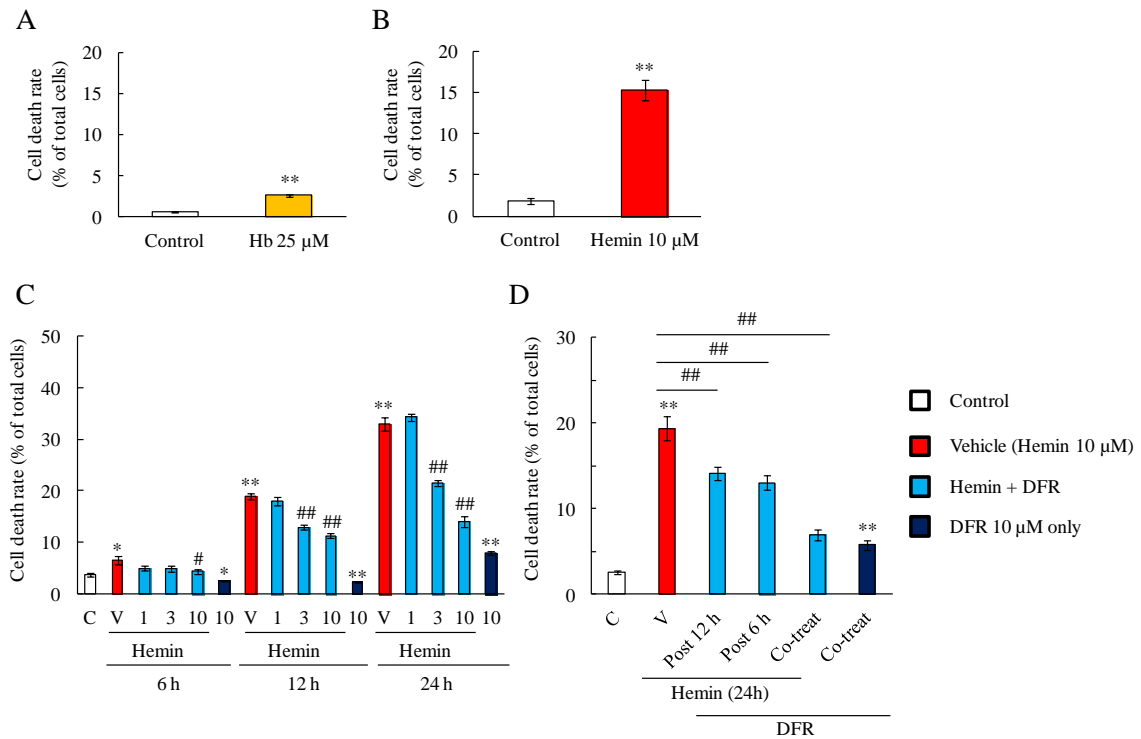 A
Cell death rate
(% of total cells)
20
15
10
5
0
**
Control
Hb 25 µM
B
Cell death rate
(% of total cells)
20
15
10
5
0
**
Control
Hemin 10 µM
C
Cell death rate (% of total cells)
50
40
30
20
10
0
* # * ** ## ## ** ** ## ## **
C V 1 3 10 10 V 1 3 10 10 V 1 3 10 10
Hemin Hemin Hemin
6 h 12 h 24 h
D
Cell death rate (% of total cells)
30
20
10
0
##
##
##
** **
C V Post 12 h Post 6 h Co-treat Co-treat
Hemin (24h)
DFR
Control
Vehicle (Hemin 10 µM)
Hemin + DFR
DFR 10 µM only